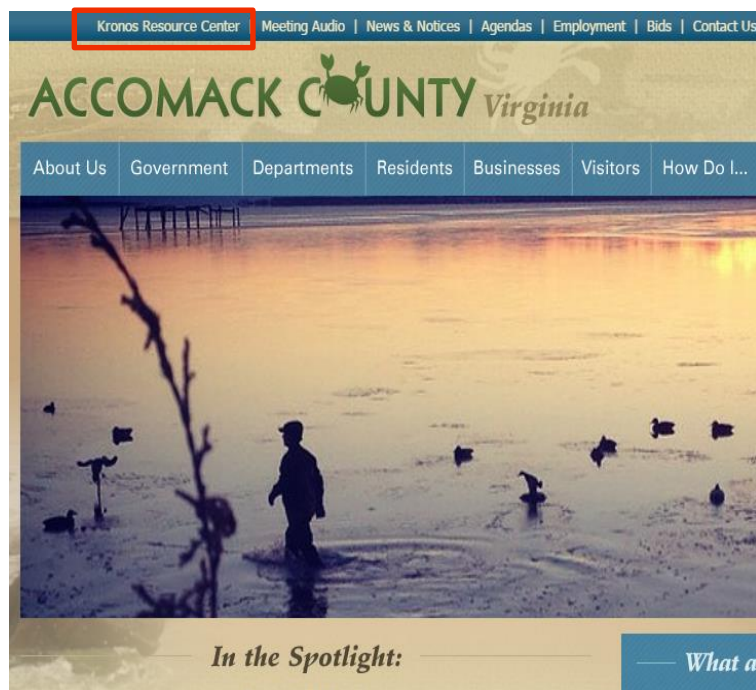 Kronos Resource Center | Meeting Audio | News & Notices | Agendas | Employment | Bids | Contact Us
ACCOMACK COUNTY Virginia
About Us Government Departments Residents Businesses Visitors How Do I...
In the Spotlight:
What a